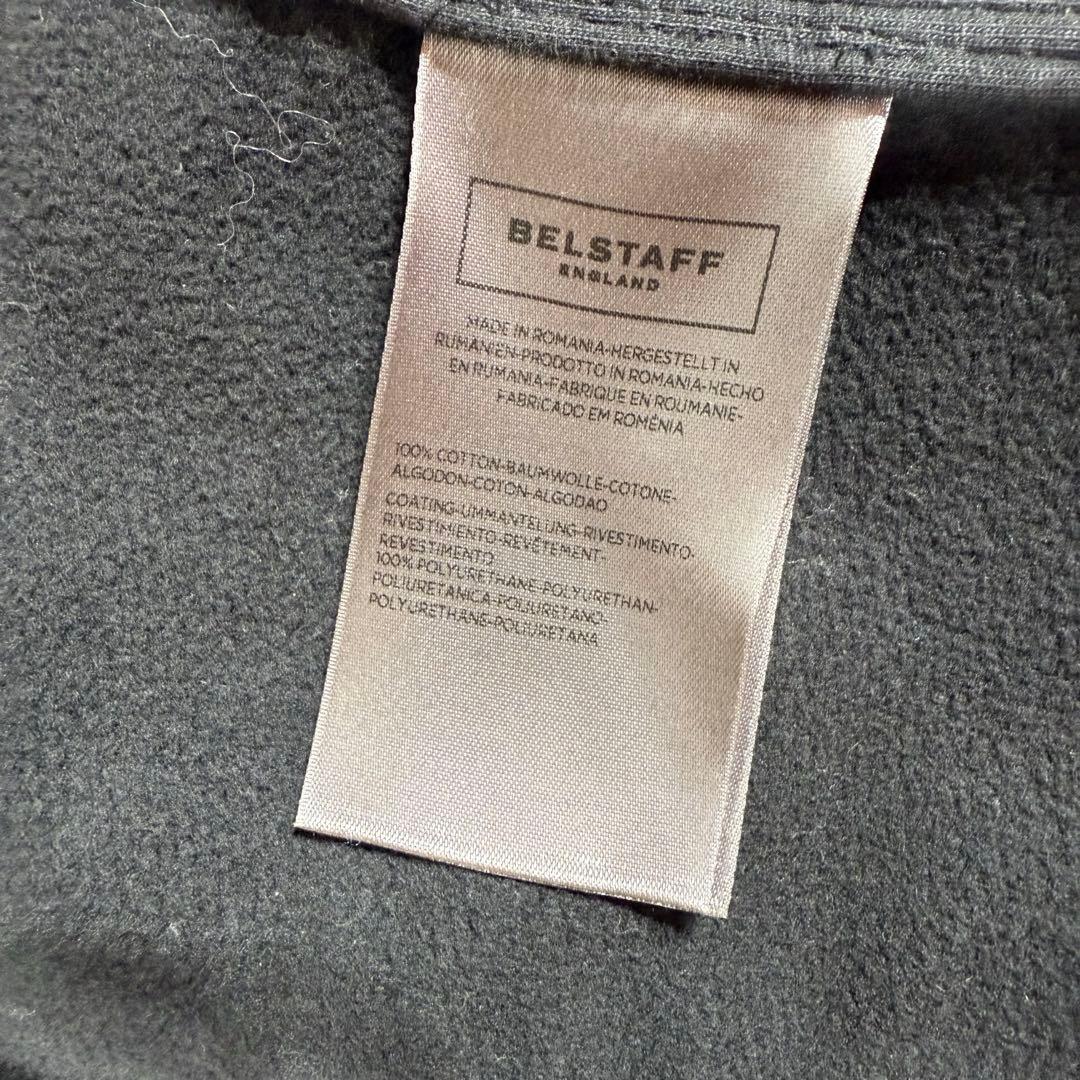 BELSTAFF
ENGLAND
MADE IN ROMANIA-HERGESTELLT IN
RUMANIEN-PRODOTTO IN ROMANIA-HECHO
EN RUMANIA-FABRIQUE EN ROUMANIE-
FABRICADO EM ROMÉNIA
100% COTTON-BAUMWOLLE-COTONE-
ALGODON-COTON-ALGODAO
COATING-UMMANTELUNG-RIVESTIMENTO-
RIVESTIMIENTO-REVÊTEMENT-
REVESTIMENTO
100% POLYURETHANE-POLYURETHAN-
POLIURETANICA-POLIURETANO-
POLYURETHANE-POLIURETANA